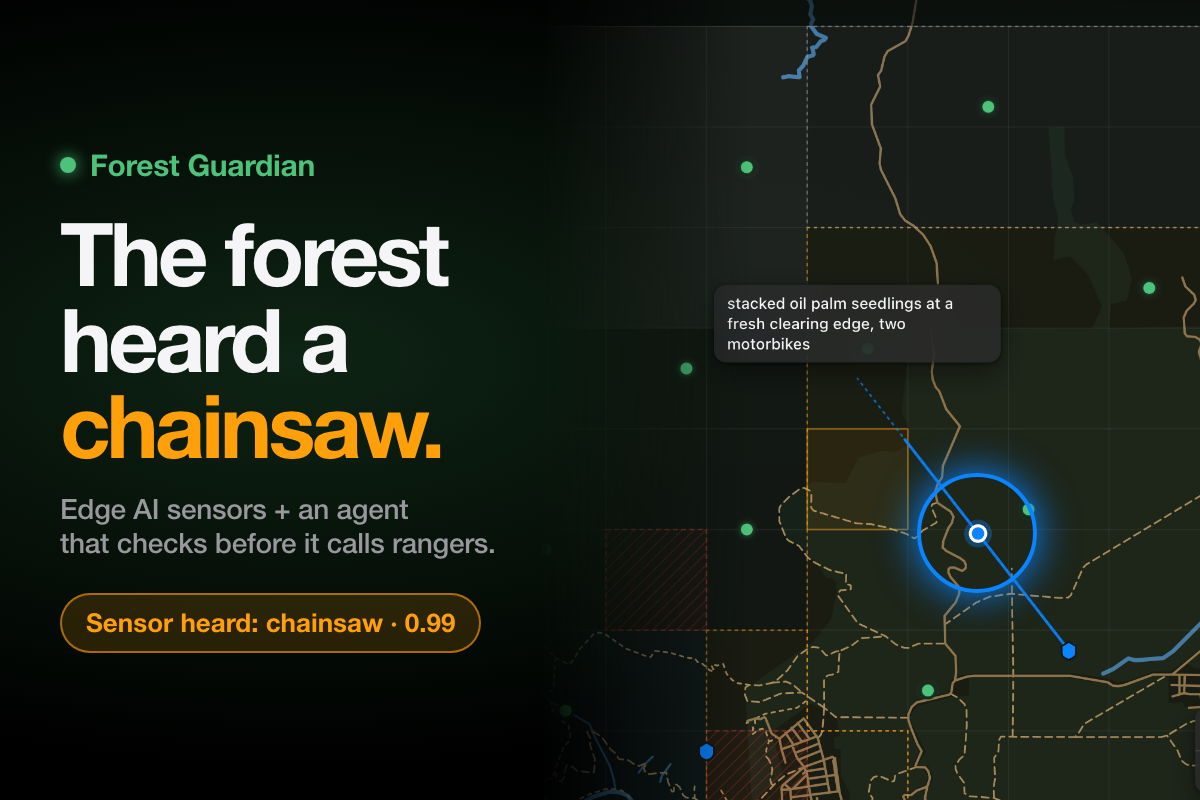 Forest Guardian
The forest
heard a
chainsaw.
Edge AI sensors + an agent
that checks before it calls rangers.
Sensor heard: chainsaw · 0.99
stacked oil palm seedlings at a
fresh clearing edge, two
motorbikes